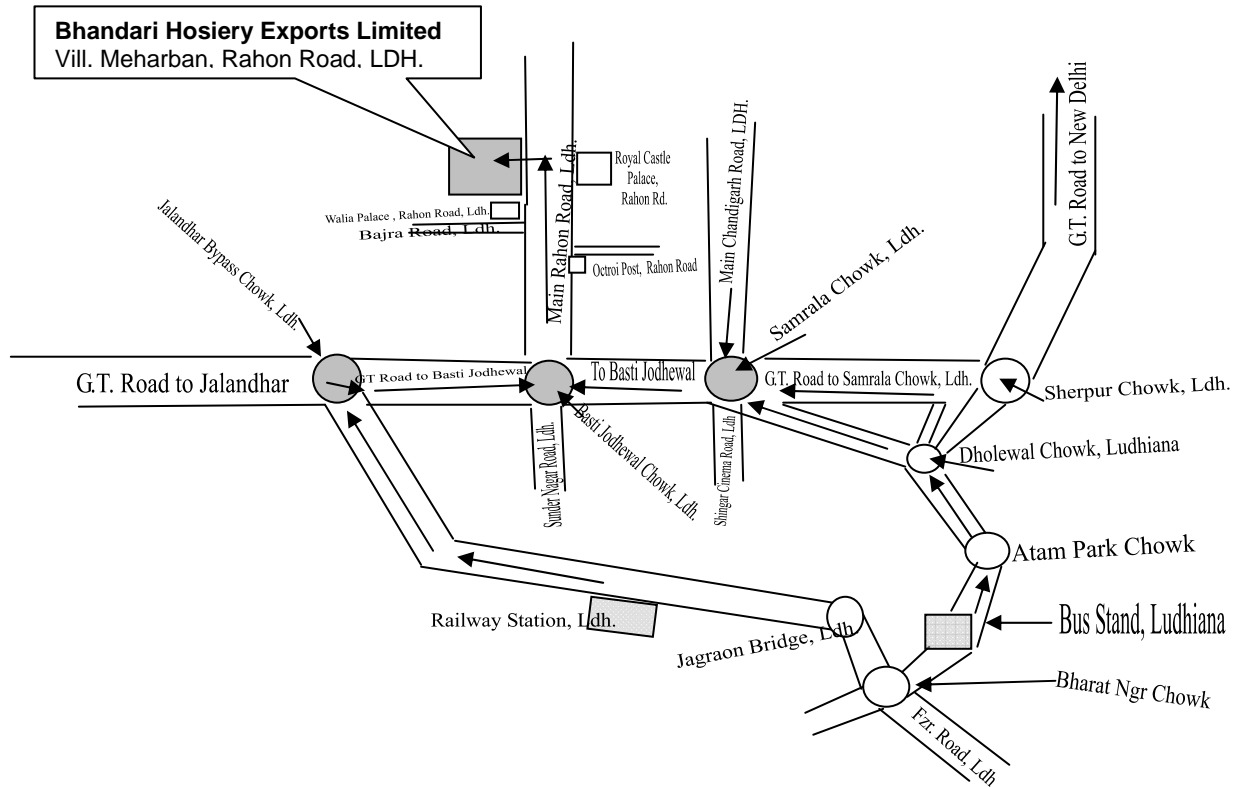 Bhandari Hosiery Exports Limited
Vill. Meharban, Rahon Road, LDH.
G.T. Road to New Delhi
Main Rahon Road, Ldh.
Royal Castle
Palace,
Rahon Rd.
Main Chandigarh Road, LDH.
Walia Palace , Rahon Road, Ldh.
Bajra Road, Ldh.
Jalandhar Bypass Chowk, Ldh.
Octroi Post, Rahon Road
Samrala Chowk, Ldh.
G.T. Road to Jalandhar
GT Road to Basti Jodhewal
To Basti Jodhewal
G.T. Road to Samrala Chowk, Ldh.
Sherpur Chowk, Ldh.
Sunder Nagar Road, Ldh.
Basti Jodhewal Chowk, Ldh.
Shingar Cinema Road, Ldh
Dholewal Chowk, Ludhiana
Atam Park Chowk
Railway Station, Ldh.
Jagraon Bridge, Ldh
Bus Stand, Ludhiana
Bharat Ngr Chowk
Fzr. Road, Ldh